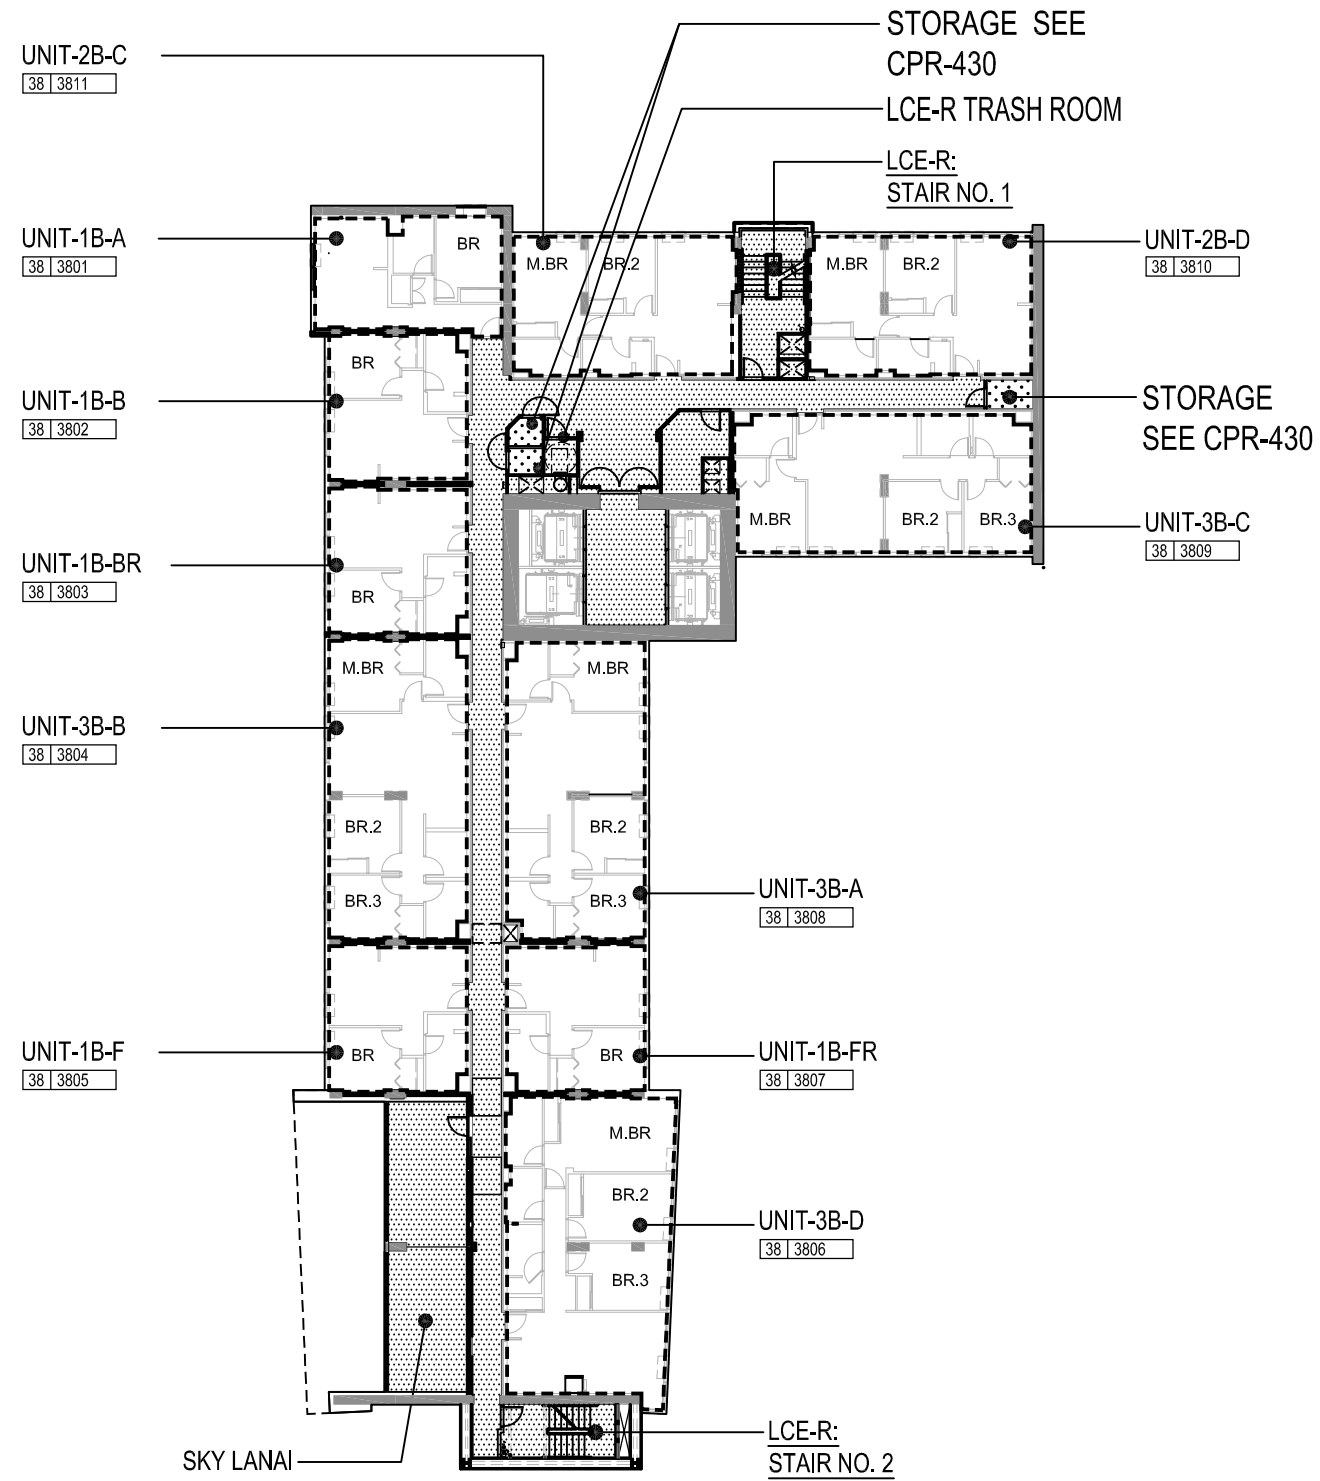 STORAGE SEE
CPR-430
UNIT-2B-C
38 3811
LCE-R TRASH ROOM
LCE-R:
STAIR NO. 1
UNIT-1B-A
38 3801
BR
M.BR
BR.2
M.BR
BR.2
UNIT-2B-D
38 3810
BR
UNIT-1B-B
38 3802
STORAGE
SEE CPR-430
M.BR
BR.2
BR.3
UNIT-3B-C
38 3809
UNIT-1B-BR
38 3803
BR
M.BR
M.BR
UNIT-3B-B
38 3804
BR.2
BR.2
BR.3
BR.3
UNIT-3B-A
38 3808
UNIT-1B-F
38 3805
BR
BR
UNIT-1B-FR
38 3807
M.BR
BR.2
UNIT-3B-D
38 3806
BR.3
LCE-R:
STAIR NO. 2
SKY LANAI